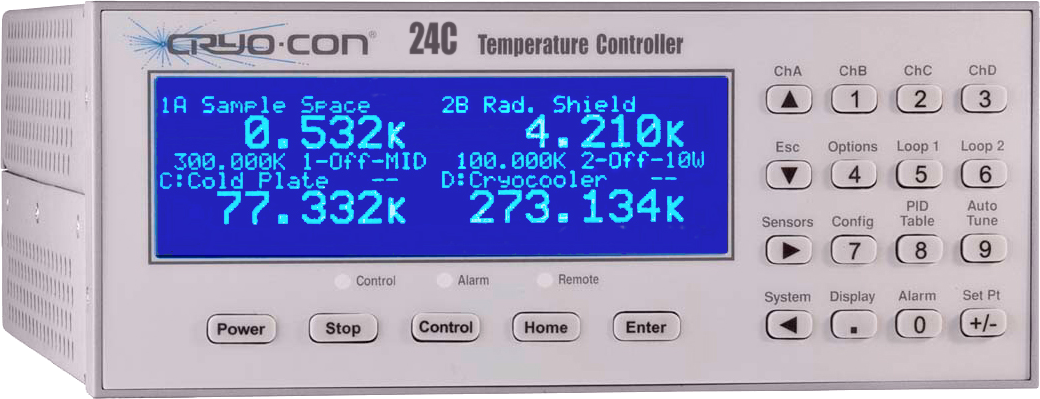 CRYO·CON® 24C Temperature Controller
1A Sample Space 2B Rad. Shield
0.532K 4.210K
300.000K 1-Off-MID 100.000K 2-Off-10W
C:Cold Plate -- D:Cryocooler --
77.332K 273.134K
Control Alarm Remote
Power Stop Control Home Enter
ChA ChB ChC ChD
▲ 1 2 3
Esc Options Loop 1 Loop 2
▼ 4 5 6
Sensors Config PID Table Auto Tune
► 7 8 9
System Display Alarm Set Pt
◄ . 0 +/-